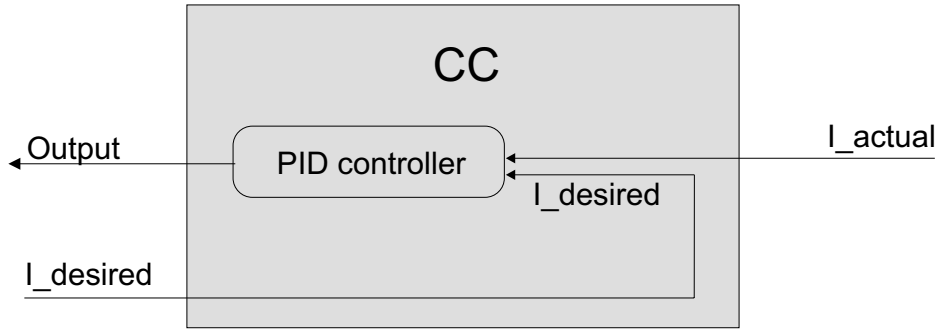 CC
Output
PID controller
I_actual
I_desired
I_desired